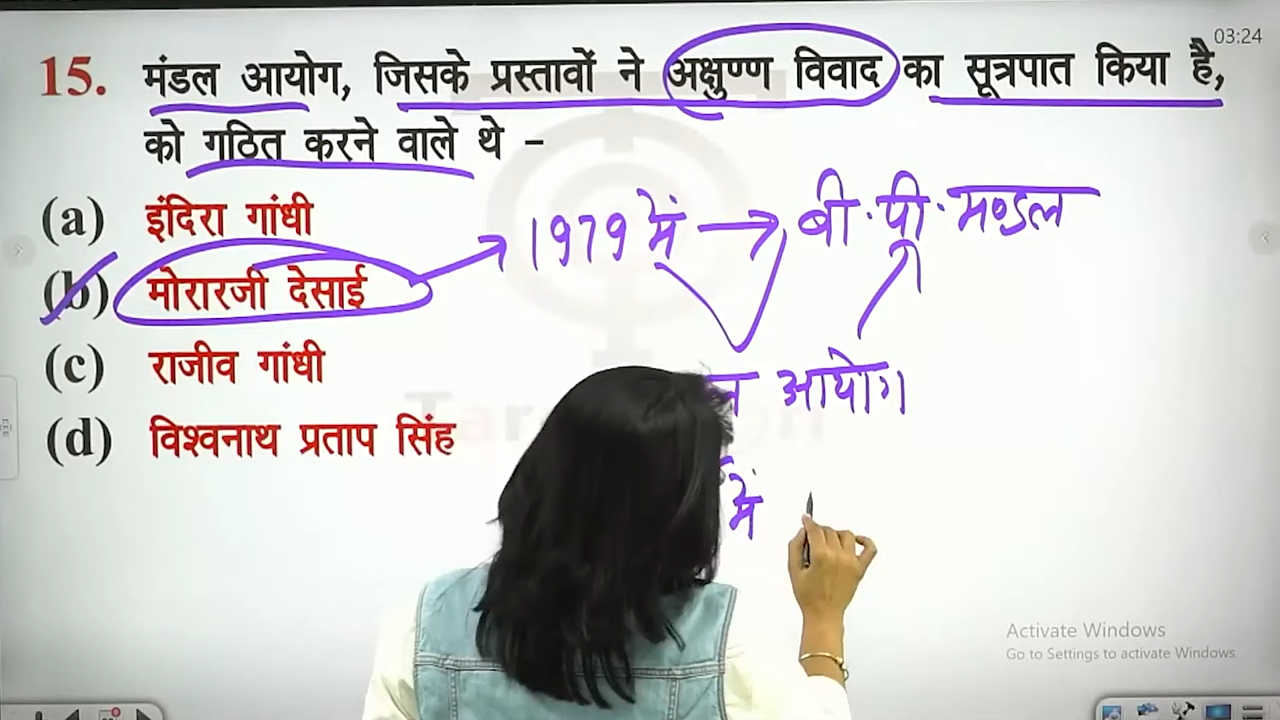 03:24
15. मंडल आयोग, जिसके प्रस्तावों ने अक्षुण्ण विवाद का सूत्रपात किया है,
को गठित करने वाले थे -
(a) इंदिरा गांधी
1979 में → बी. पी. मण्डल
(b) मोरारजी देसाई
(c) राजीव गांधी
आयोग
(d) विश्वनाथ प्रताप सिंह
में
Activate Windows
Go to Settings to activate Windows.